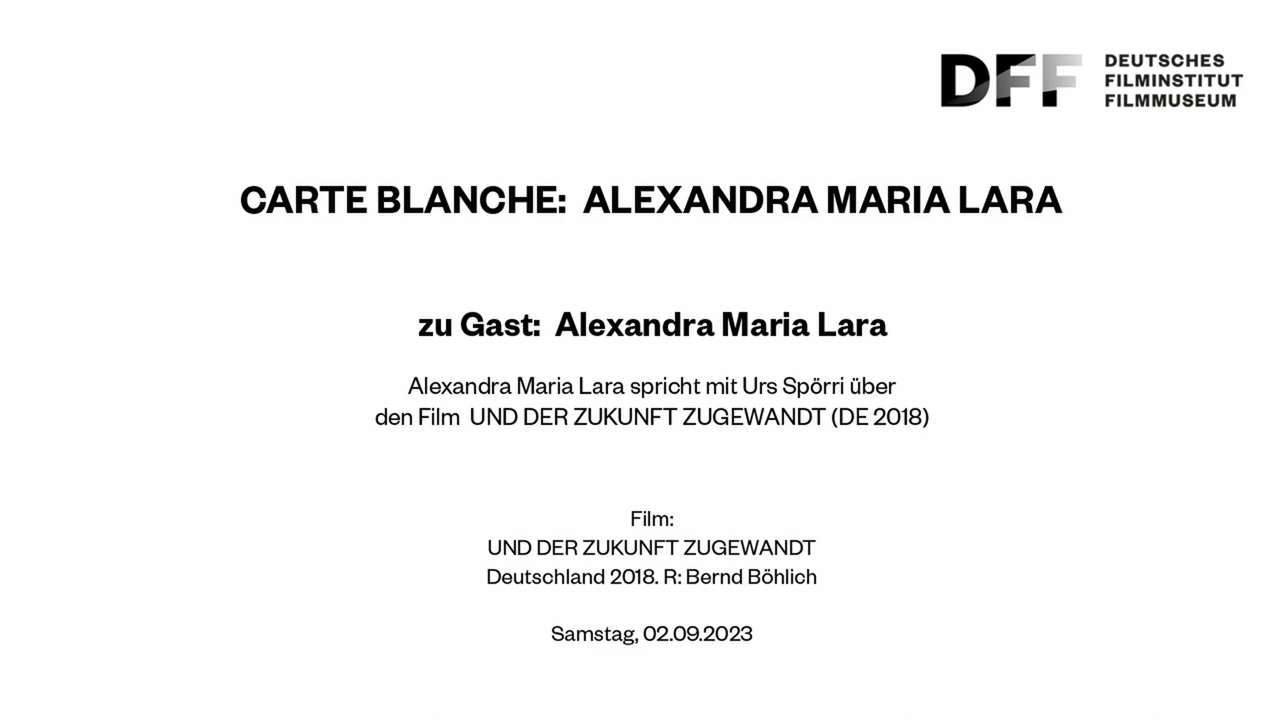 DFF
DEUTSCHES
FILMINSTITUT
FILMMUSEUM
CARTE BLANCHE: ALEXANDRA MARIA LARA
zu Gast: Alexandra Maria Lara
Alexandra Maria Lara spricht mit Urs Spörri über
den Film UND DER ZUKUNFT ZUGEWANDT (DE 2018)
Film:
UND DER ZUKUNFT ZUGEWANDT
Deutschland 2018. R: Bernd Böhlich
Samstag, 02.09.2023